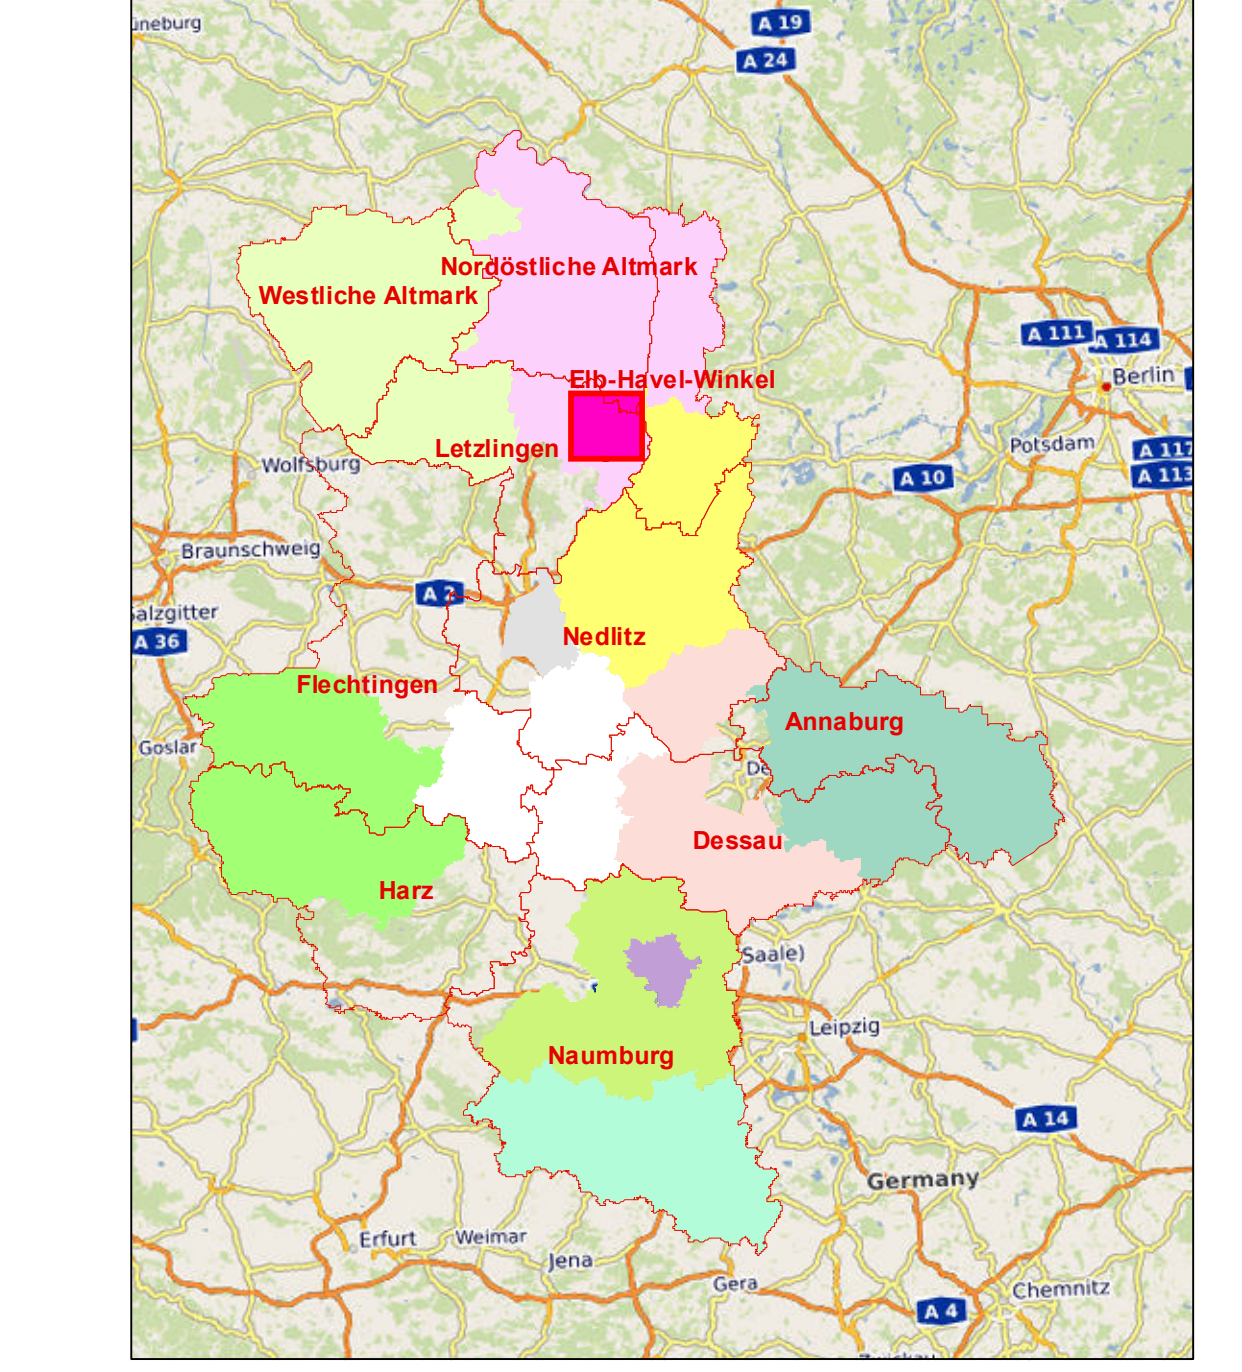 üneburg
A 19
A 24
Nordöstliche Altmark
Westliche Altmark
A 111
A 114
Berlin
Elb-Havel-Winkel
Potsdam
Letzlingen
A 117
Wolfsburg
A 10
A 113
Braunschweig
A 2
Salzgitter
A 36
Nedlitz
Flechtingen
Annaburg
Goslar
De
Dessau
Harz
Saale)
Leipzig
Naumburg
A 14
Germany
Erfurt
Weimar
Jena
Gera
Chemnitz
A 4